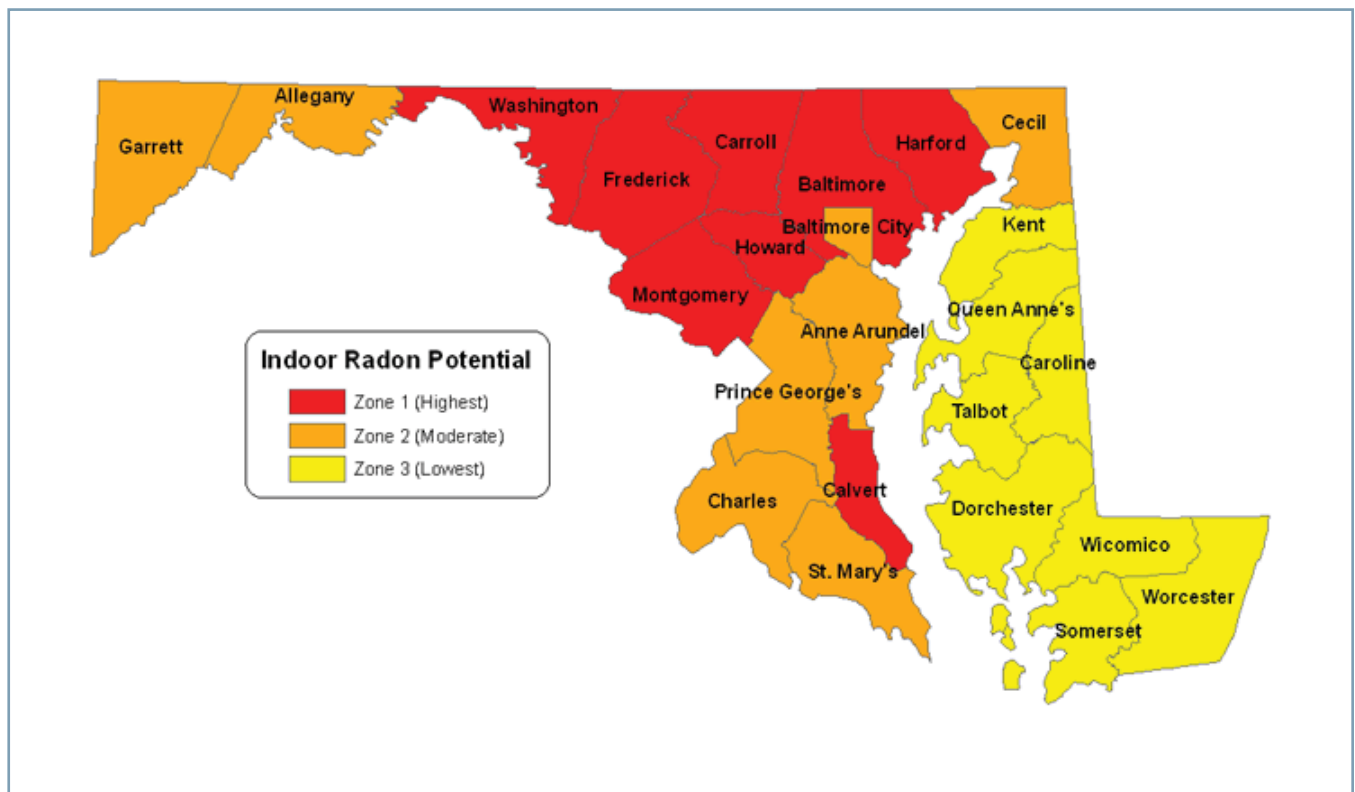 Allegany
Washington
Garrett
Carroll
Harford
Cecil
Frederick
Baltimore
Baltimore City
Kent
Howard
Montgomery
Queen Anne's
Anne Arundel
Caroline
Prince George's
Talbot
Indoor Radon Potential
Zone 1 (Highest)
Zone 2 (Moderate)
Zone 3 (Lowest)
Calvert
Charles
Dorchester
Wicomico
St. Mary's
Worcester
Somerset